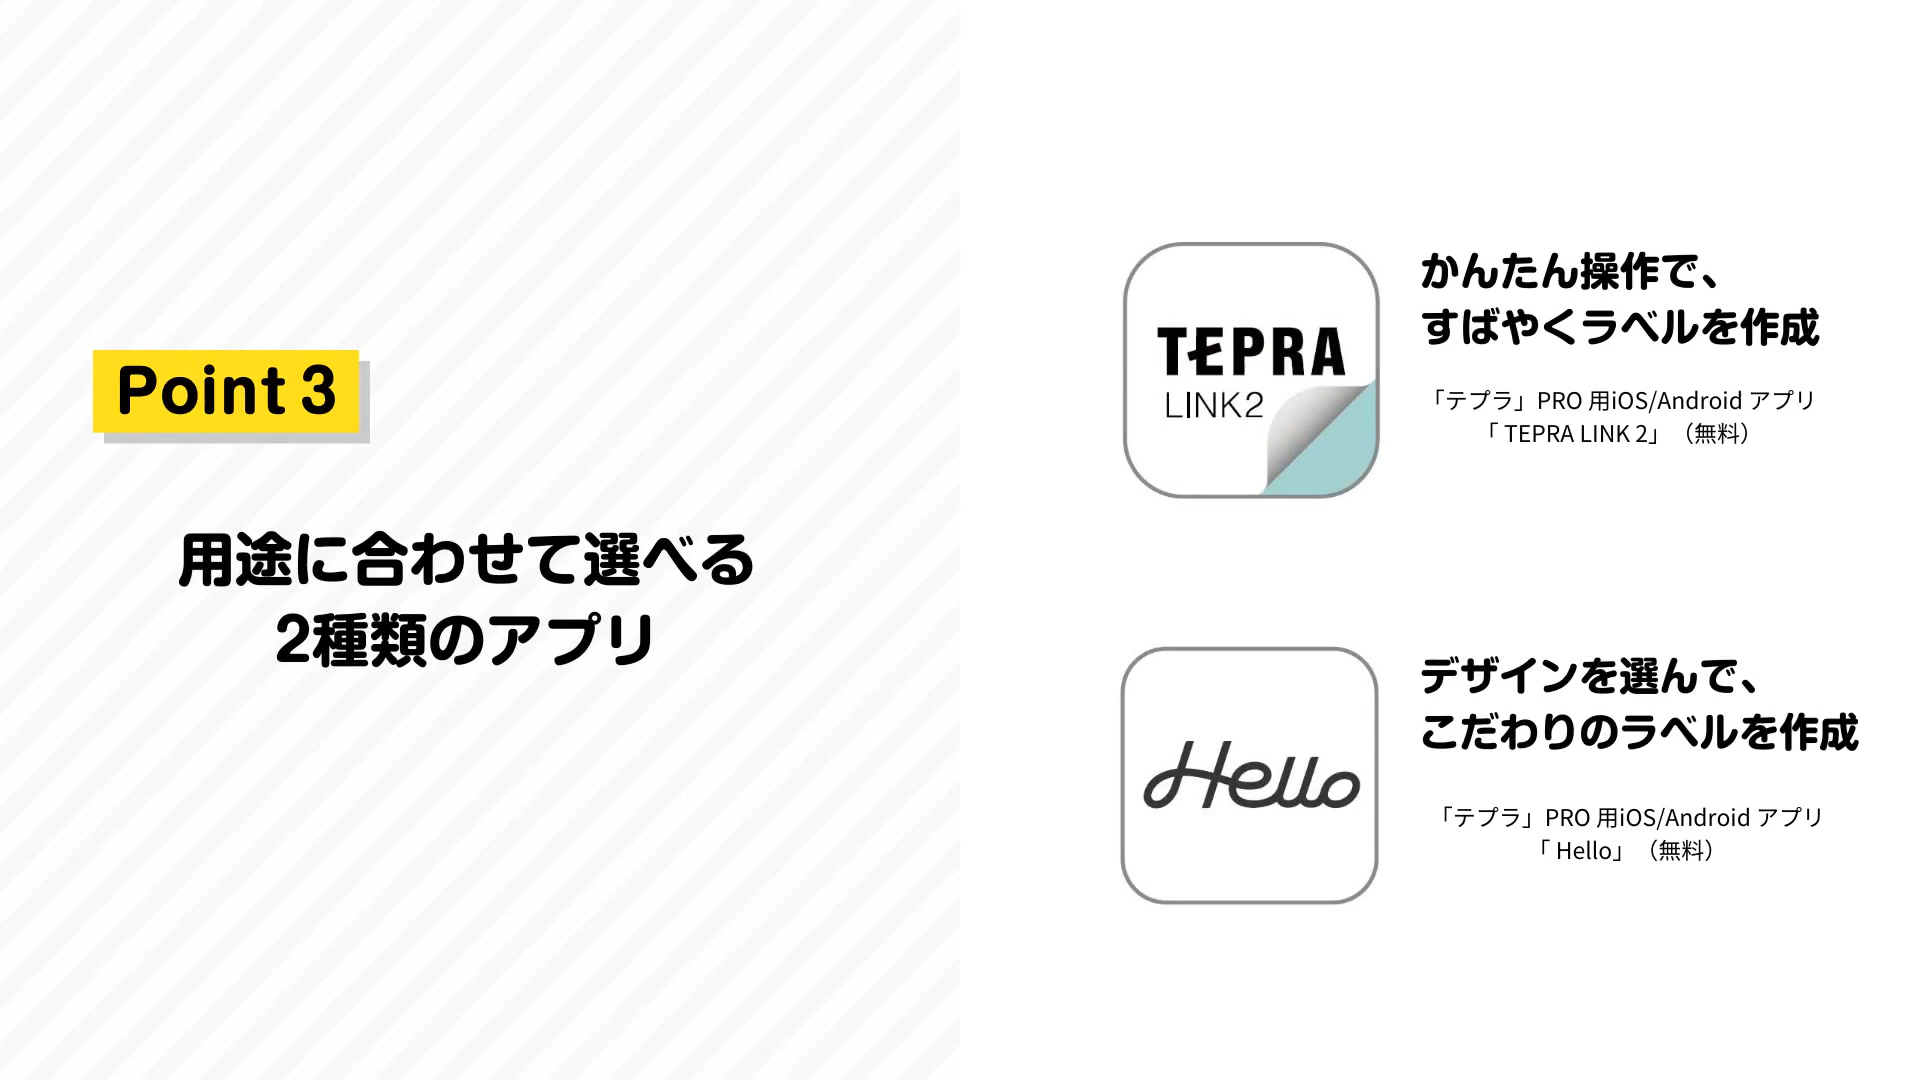 Point 3
用途に合わせて選べる
2種類のアプリ
TEPRA
LINK2
かんたん操作で、
すばやくラベルを作成
「テプラ」PRO 用iOS/Android アプリ
「 TEPRA LINK 2」（無料）
Hello
デザインを選んで、
こだわりのラベルを作成
「テプラ」PRO 用iOS/Android アプリ
「 Hello」（無料）